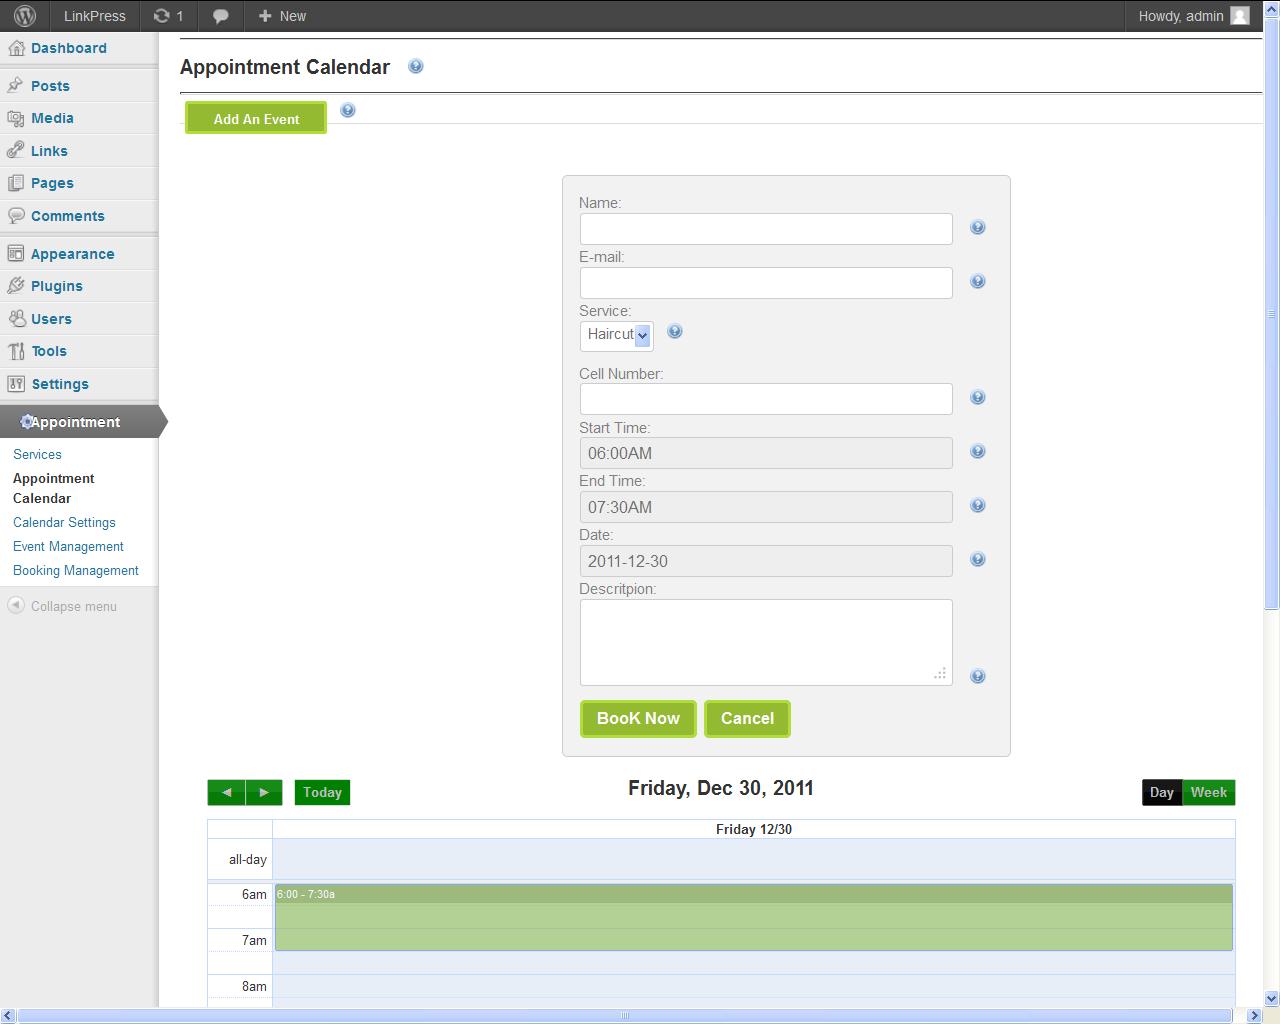 LinkPress 1 New Howdy, admin
Dashboard
Posts
Media
Links
Pages
Comments
Appearance
Plugins
Users
Tools
Settings
Appointment
Services
Appointment
Calendar
Calendar Settings
Event Management
Booking Management
Collapse menu
Appointment Calendar
Add An Event
Name:
E-mail:
Service:
Haircut
Cell Number:
Start Time:
06:00AM
End Time:
07:30AM
Date:
2011-12-30
Descritpion:
BooK Now Cancel
Today Friday, Dec 30, 2011 Day Week
Friday 12/30
all-day
6am 6:00 - 7:30a
7am
8am